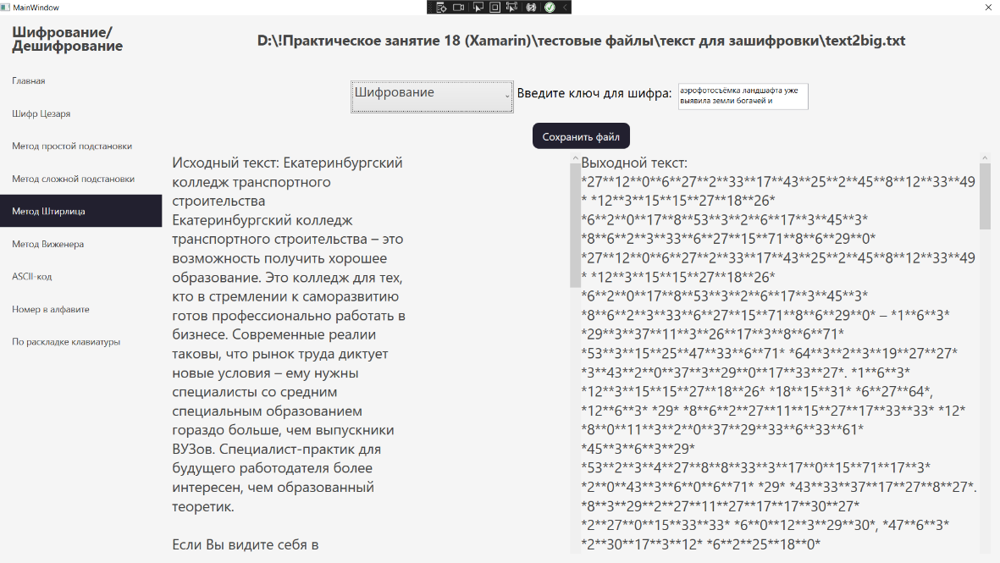 MainWindow
Шифрование/
Дешифрование
D:\!Практическое занятие 18 (Xamarin)\тестовые файлы\текст для зашифровки\text2big.txt
Главная
Шифр Цезаря
Метод простой подстановки
Метод сложной подстановки
Метод Штирлица
Метод Виженера
ASCII-код
Номер в алфавите
По раскладке клавиатуры
Шифрование
Введите ключ для шифра:
аэрофотосъёмка ландшафта уже
выявила земли богачей и
Сохранить файл
Исходный текст: Екатеринбургский
колледж транспортного
строительства
Екатеринбургский колледж
транспортного строительства – это
возможность получить хорошее
образование. Это колледж для тех,
кто в стремлении к саморазвитию
готов профессионально работать в
бизнесе. Современные реалии
таковы, что рынок труда диктует
новые условия – ему нужны
специалисты со средним
специальным образованием
гораздо больше, чем выпускники
ВУЗов. Специалист-практик для
будущего работодателя более
интересен, чем образованный
теоретик.
Если Вы видите себя в
Выходной текст:
*27**12**0**6**27**2**33**17**43**25**2**45**8**12**33**49
* *12**3**15**15**27**18**26*
*6**2**0**17**8**53**3**2**6**17**3**45**3*
*8**6**2**3**33**6**27**15**71**8**6**29**0*
*27**12**0**6**27**2**33**17**43**25**2**45**8**12**33**49
* *12**3**15**15**27**18**26*
*6**2**0**17**8**53**3**2**6**17**3**45**3*
*8**6**2**3**33**6**27**15**71**8**6**29**0* – *1**6**3*
*29**3**37**11**3**26**17**3**8**6**71*
*53**3**15**25**47**33**6**71* *64**3**2**3**19**27**27*
*3**43**2**0**37**3**29**0**17**33**27*. *1**6**3*
*12**3**15**15**27**18**26* *18**15**31* *6**27**64*,
*12**6**3* *29* *8**6**2**27**11**15**27**17**33**33* *12*
*8**0**11**3**2**0**37**29**33**6**33**61*
*45**3**6**3**29*
*53**2**3**4**27**8**8**33**3**17**0**15**71**17**3*
*2**0**43**3**6**0**6**71* *29* *43**33**37**17**27**8**27*.
*8**3**29**2**27**11**27**17**17**30**27*
*2**27**0**15**33**33* *6**0**12**3**29**30*, *47**6**3*
*2**30**17**3**12* *6**2**25**18**0*